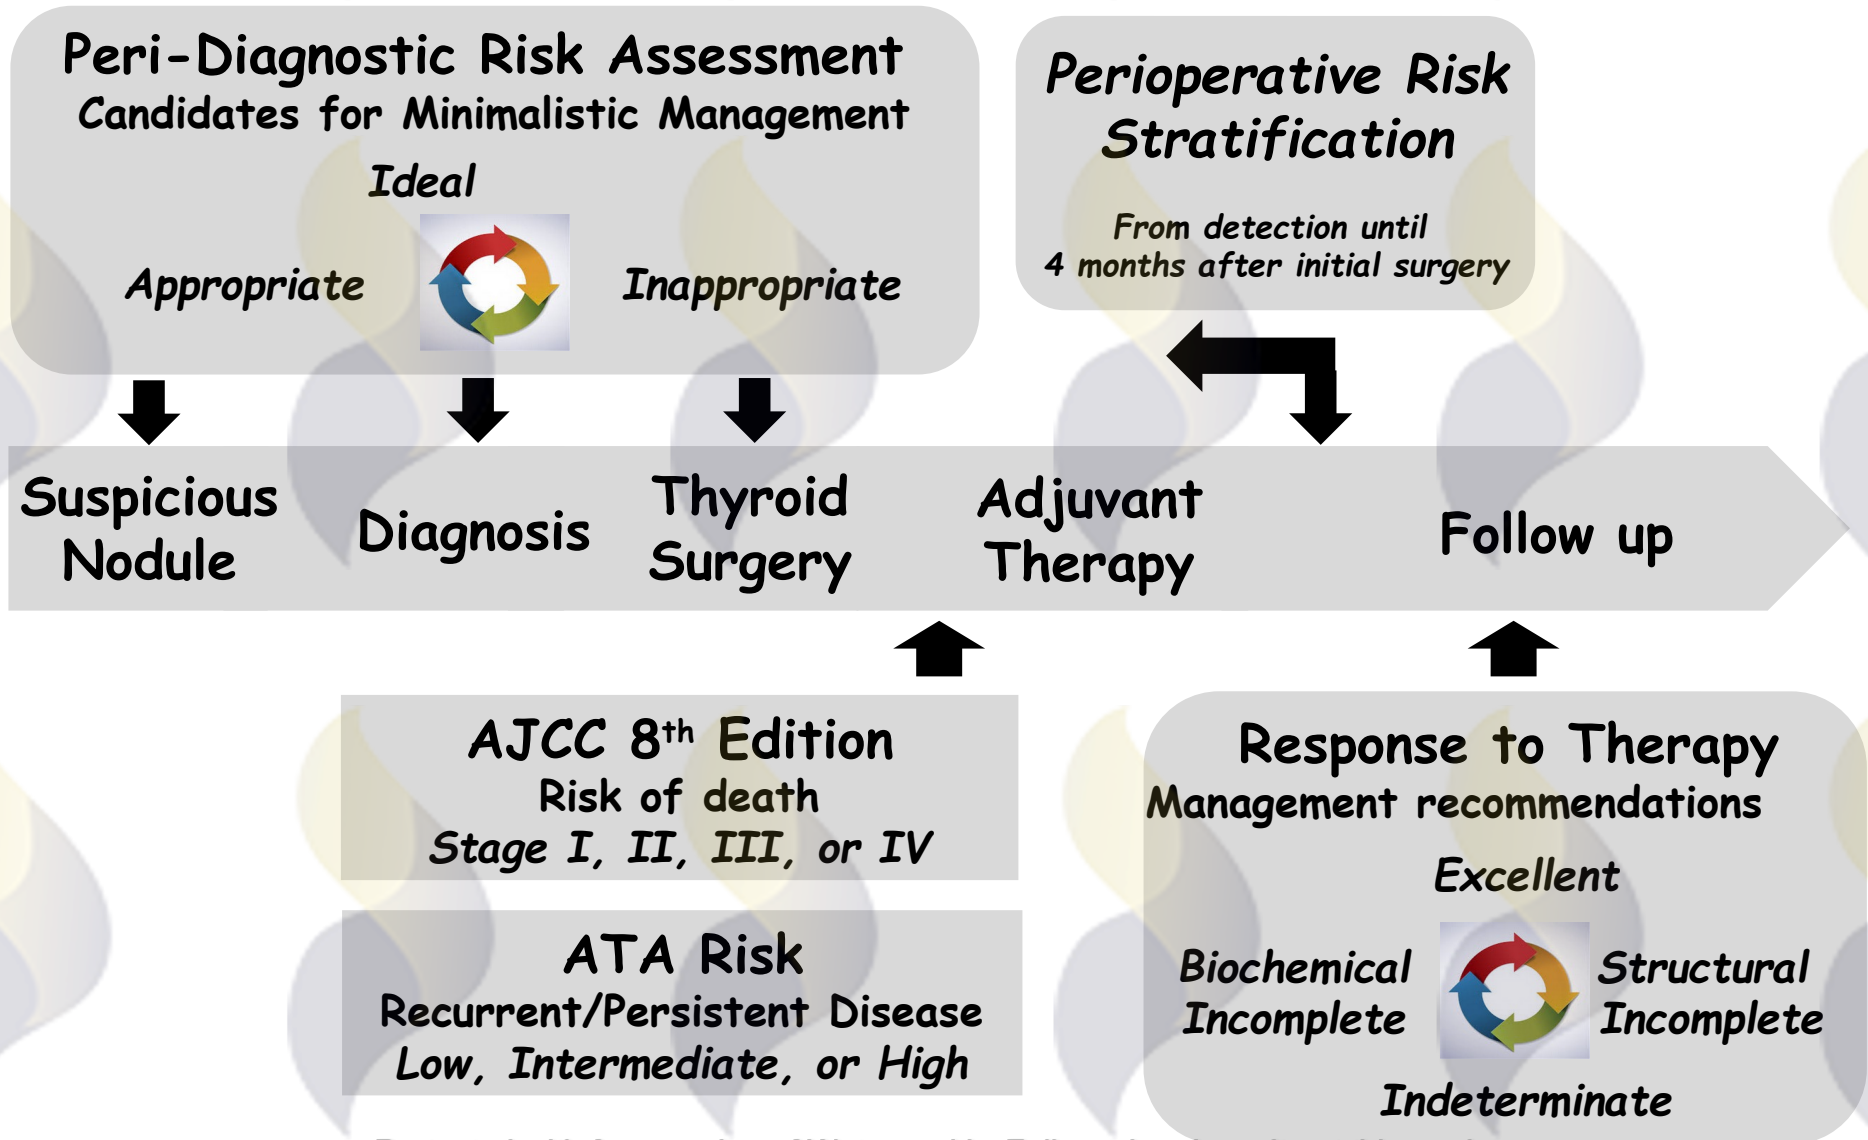 Peri-Diagnostic Risk Assessment
Candidates for Minimalistic Management
Ideal
Appropriate
Inappropriate
Perioperative Risk
Stratification
From detection until
4 months after initial surgery
Suspicious
Nodule
Diagnosis
Thyroid
Surgery
Adjuvant
Therapy
Follow up
AJCC 8th Edition
Risk of death
Stage I, II, III, or IV
ATA Risk
Recurrent/Persistent Disease
Low, Intermediate, or High
Response to Therapy
Management recommendations
Excellent
Biochemical
Incomplete
Structural
Incomplete
Indeterminate